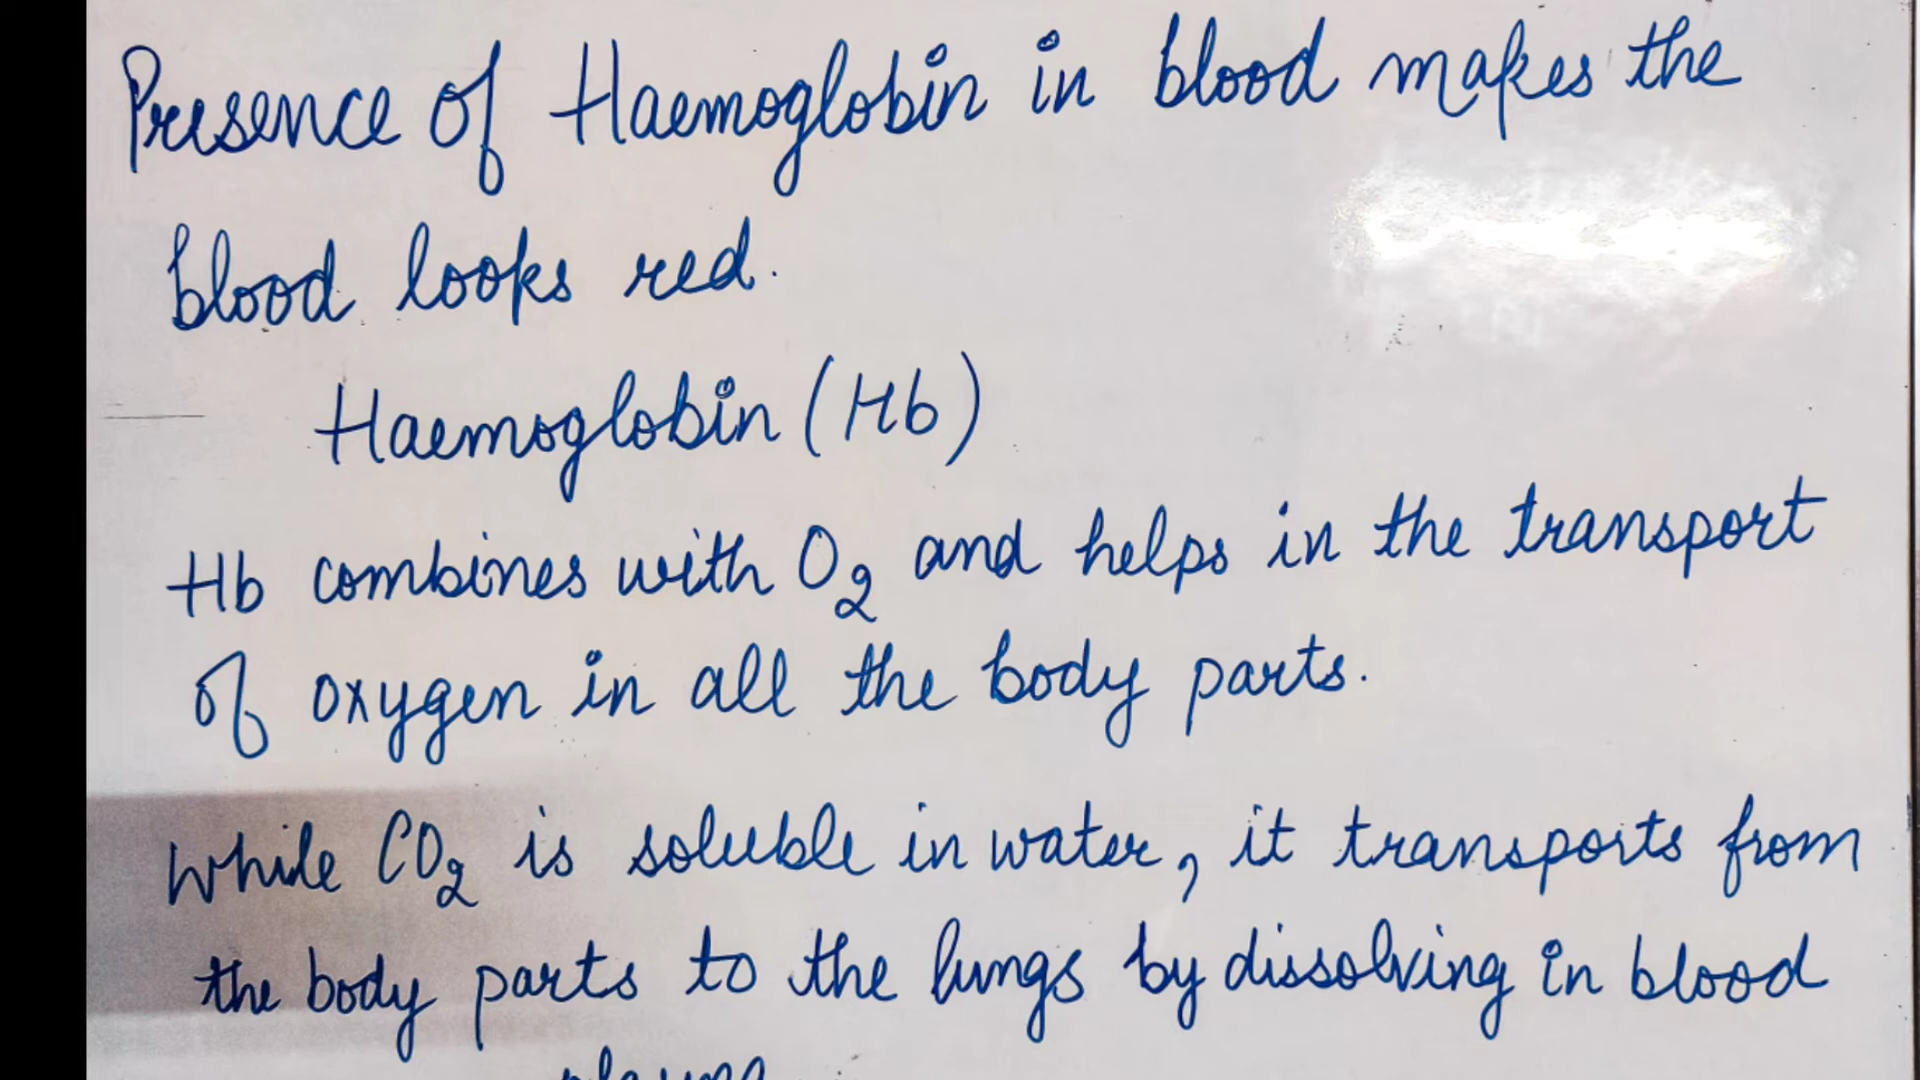 Presence of Haemoglobin in blood makes the
blood looks red.
Haemoglobin (Hb)
Hb combines with O₂ and helps in the transport
of oxygen in all the body parts.
While CO₂ is soluble in water, it transports from
the body parts to the lungs by dissolving in blood